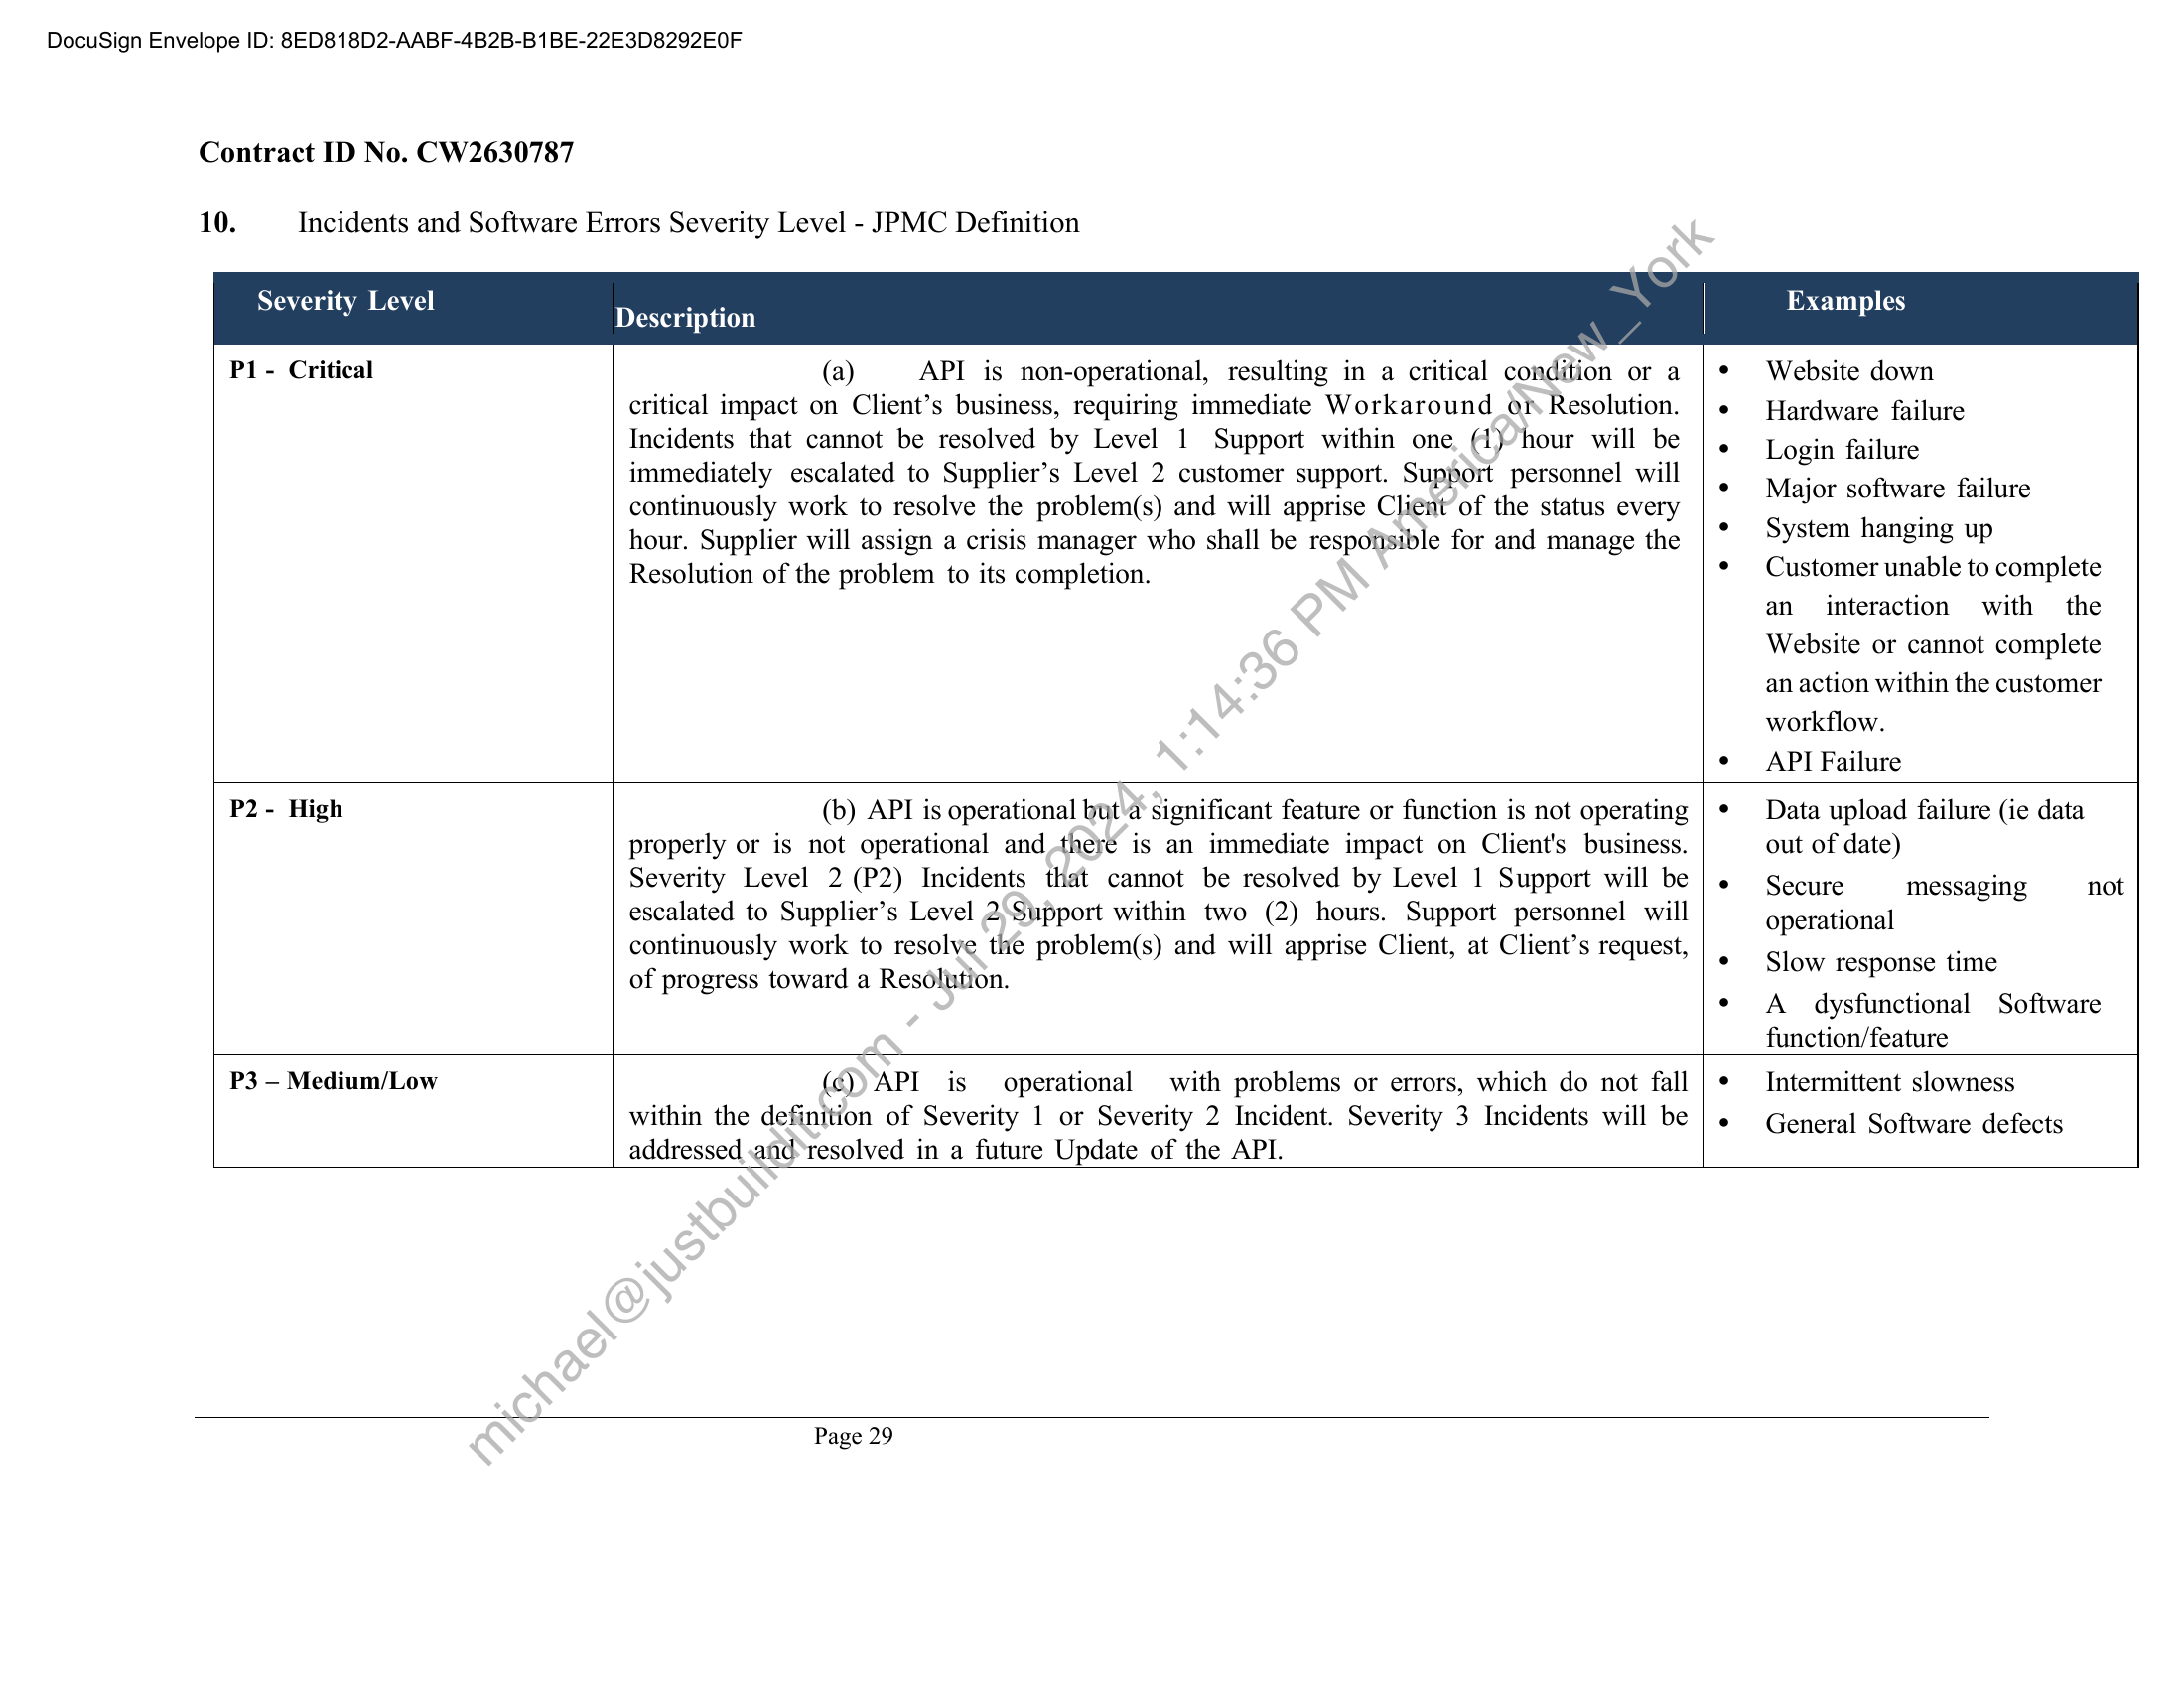 DocuSign Envelope ID: 8ED818D2-AABF-4B2B-B1BE-22E3D8292E0F
Contract ID No. CW2630787
10. Incidents and Software Errors Severity Level - JPMC Definition
Severity Level
Description
Examples
P1 - Critical
(a) API is non-operational, resulting in a critical condition or a
critical impact on Client’s business, requiring immediate Workaround or Resolution.
Incidents that cannot be resolved by Level 1 Support within one (1) hour will be
immediately escalated to Supplier’s Level 2 customer support. Support personnel will
continuously work to resolve the problem(s) and will apprise Client of the status every
hour. Supplier will assign a crisis manager who shall be responsible for and manage the
Resolution of the problem to its completion.
• Website down
• Hardware failure
• Login failure
• Major software failure
• System hanging up
• Customer unable to complete
an interaction with the
Website or cannot complete
an action within the customer
workflow.
• API Failure
P2 - High
(b) API is operational but a significant feature or function is not operating
properly or is not operational and there is an immediate impact on Client's business.
Severity Level 2 (P2) Incidents that cannot be resolved by Level 1 Support will be
escalated to Supplier’s Level 2 Support within two (2) hours. Support personnel will
continuously work to resolve the problem(s) and will apprise Client, at Client’s request,
of progress toward a Resolution.
• Data upload failure (ie data
out of date)
• Secure messaging not
operational
• Slow response time
• A dysfunctional Software
function/feature
P3 – Medium/Low
(c) API is operational with problems or errors, which do not fall
within the definition of Severity 1 or Severity 2 Incident. Severity 3 Incidents will be
addressed and resolved in a future Update of the API.
• Intermittent slowness
• General Software defects
michael@justbuildit.com - Jul 29, 2024, 1:14:36 PM America/New_York
Page 29